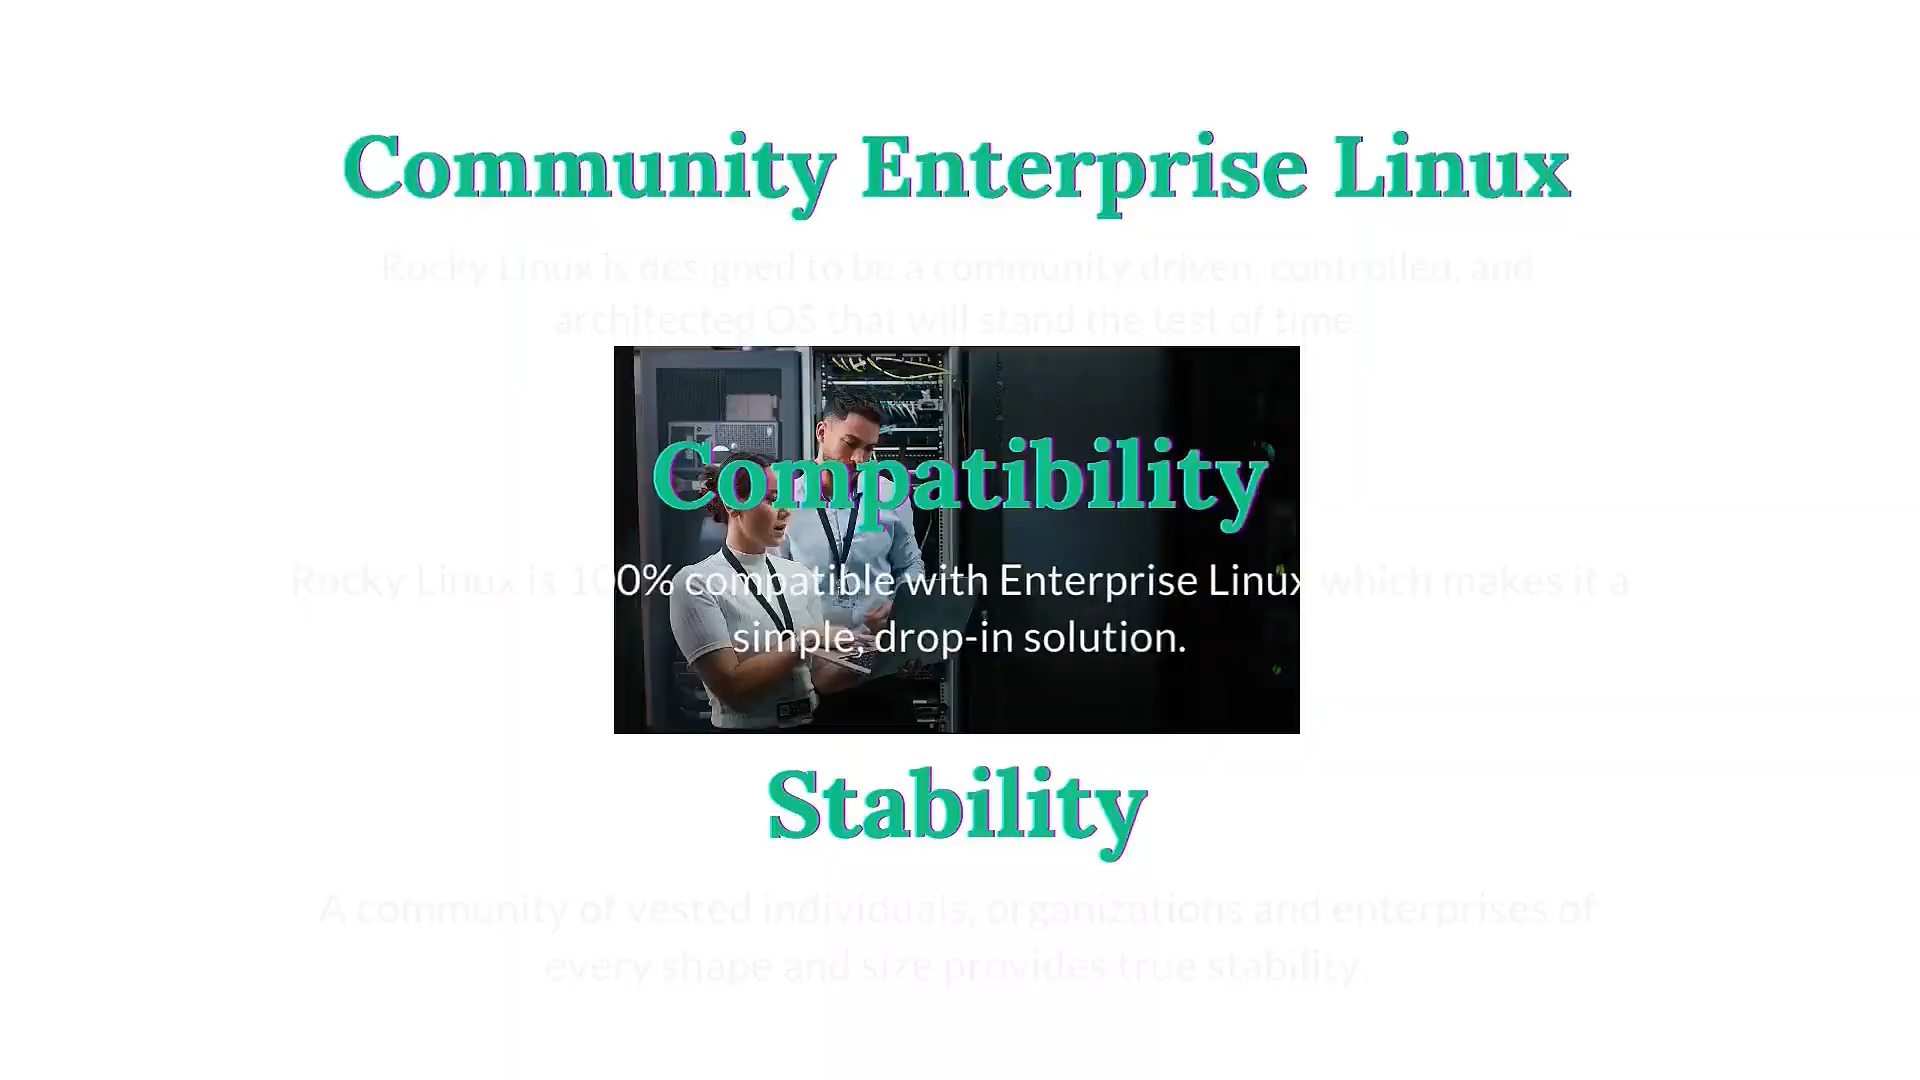 Community Enterprise Linux
Rocky Linux is designed to be a community driven, controlled, and
architected OS that will stand the test of time.
Compatibility
Rocky Linux is 100% compatible with Enterprise Linux which makes it a
simple, drop-in solution.
Stability
A community of vested individuals, organizations and enterprises of
every shape and size provides true stability.